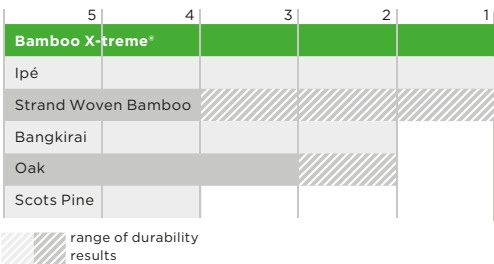 5 4 3 2 1
Bamboo X-treme®
Ipé
Strand Woven Bamboo
Bangkirai
Oak
Scots Pine
range of durability
results